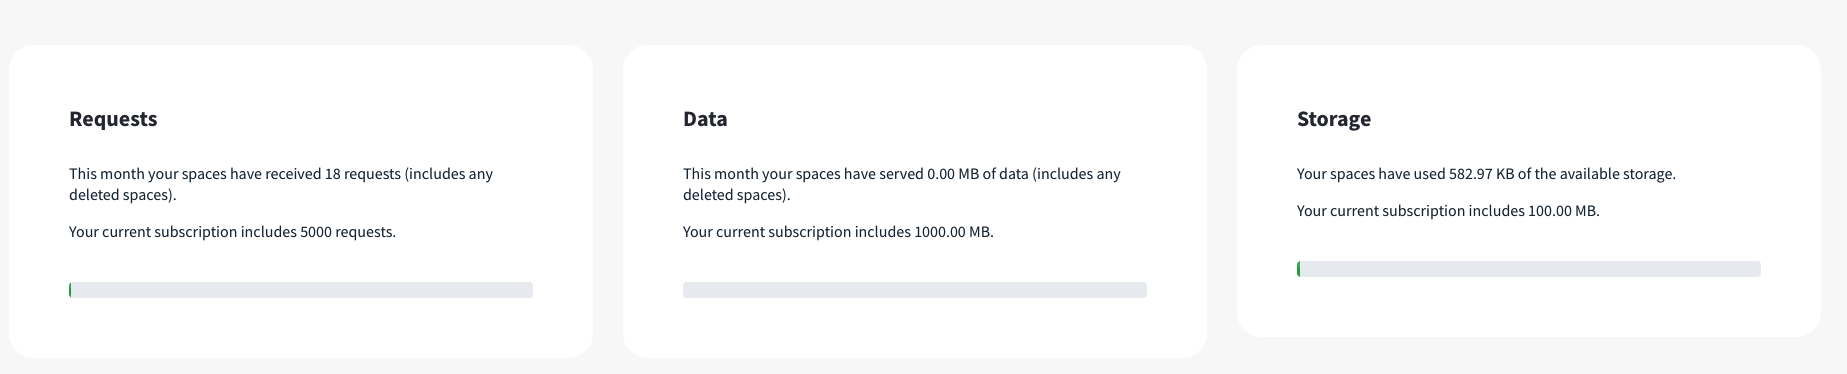 Requests
This month your spaces have received 18 requests (includes any
deleted spaces).
Your current subscription includes 5000 requests.
Data
This month your spaces have served 0.00 MB of data (includes any
deleted spaces).
Your current subscription includes 1000.00 MB.
Storage
Your spaces have used 582.97 KB of the available storage.
Your current subscription includes 100.00 MB.